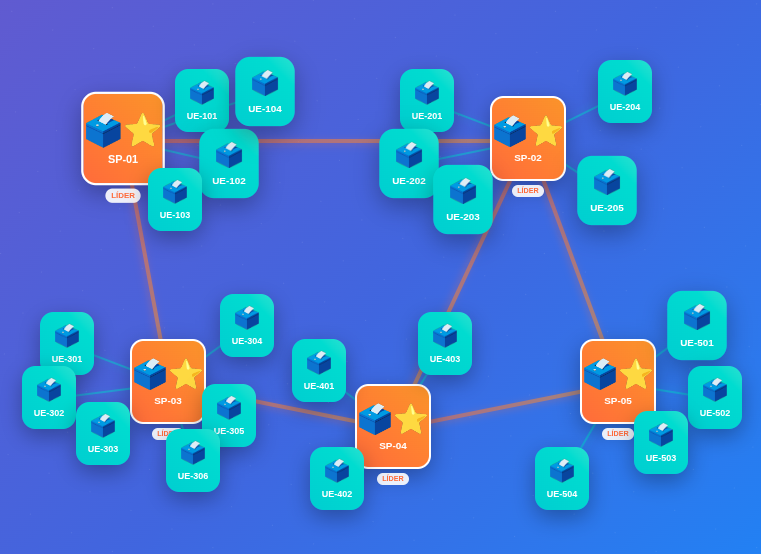 UE-101
UE-104
SP-01
LÍDER
UE-102
UE-103
UE-201
UE-202
UE-203
SP-02
LÍDER
UE-204
UE-205
UE-301
UE-302
UE-303
UE-304
SP-03
LÍDER
UE-305
UE-306
UE-401
UE-403
SP-04
LÍDER
UE-402
UE-501
SP-05
LÍDER
UE-502
UE-503
UE-504